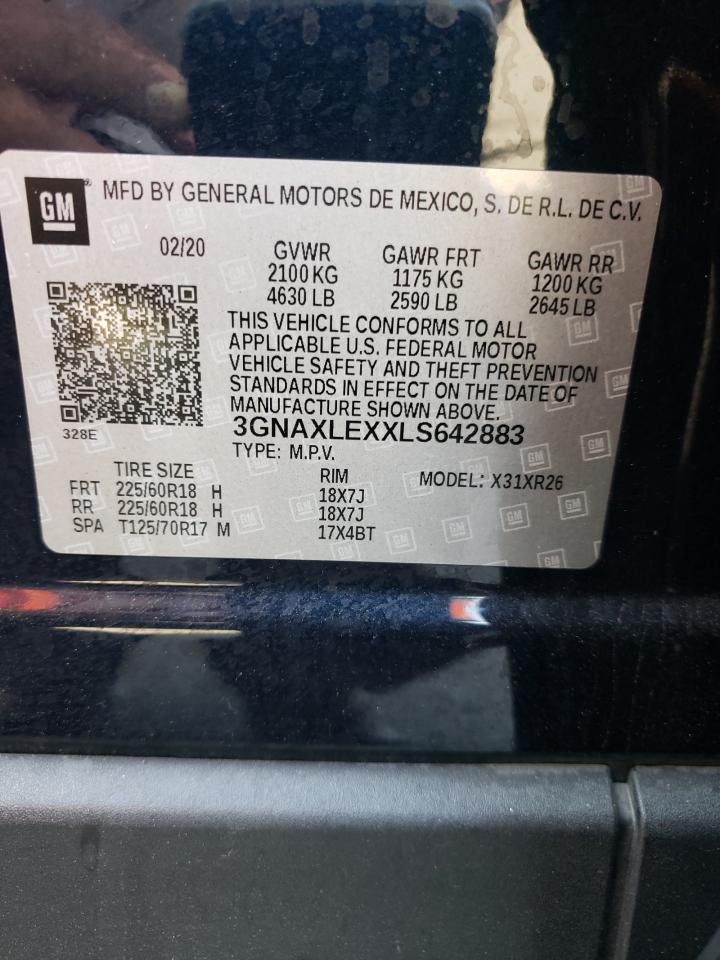 GM® MFD BY GENERAL MOTORS DE MEXICO, S. DE R.L. DE C.V.
02/20 GVWR GAWR FRT GAWR RR
2100 KG 1175 KG 1200 KG
4630 LB 2590 LB 2645 LB
THIS VEHICLE CONFORMS TO ALL
APPLICABLE U.S. FEDERAL MOTOR
VEHICLE SAFETY AND THEFT PREVENTION
STANDARDS IN EFFECT ON THE DATE OF
MANUFACTURE SHOWN ABOVE.
328E
3GNAXLEXXLS642883
TYPE: M.P.V.
TIRE SIZE RIM MODEL: X31XR26
FRT 225/60R18 H 18X7J
RR 225/60R18 H 18X7J
SPA T125/70R17 M 17X4BT